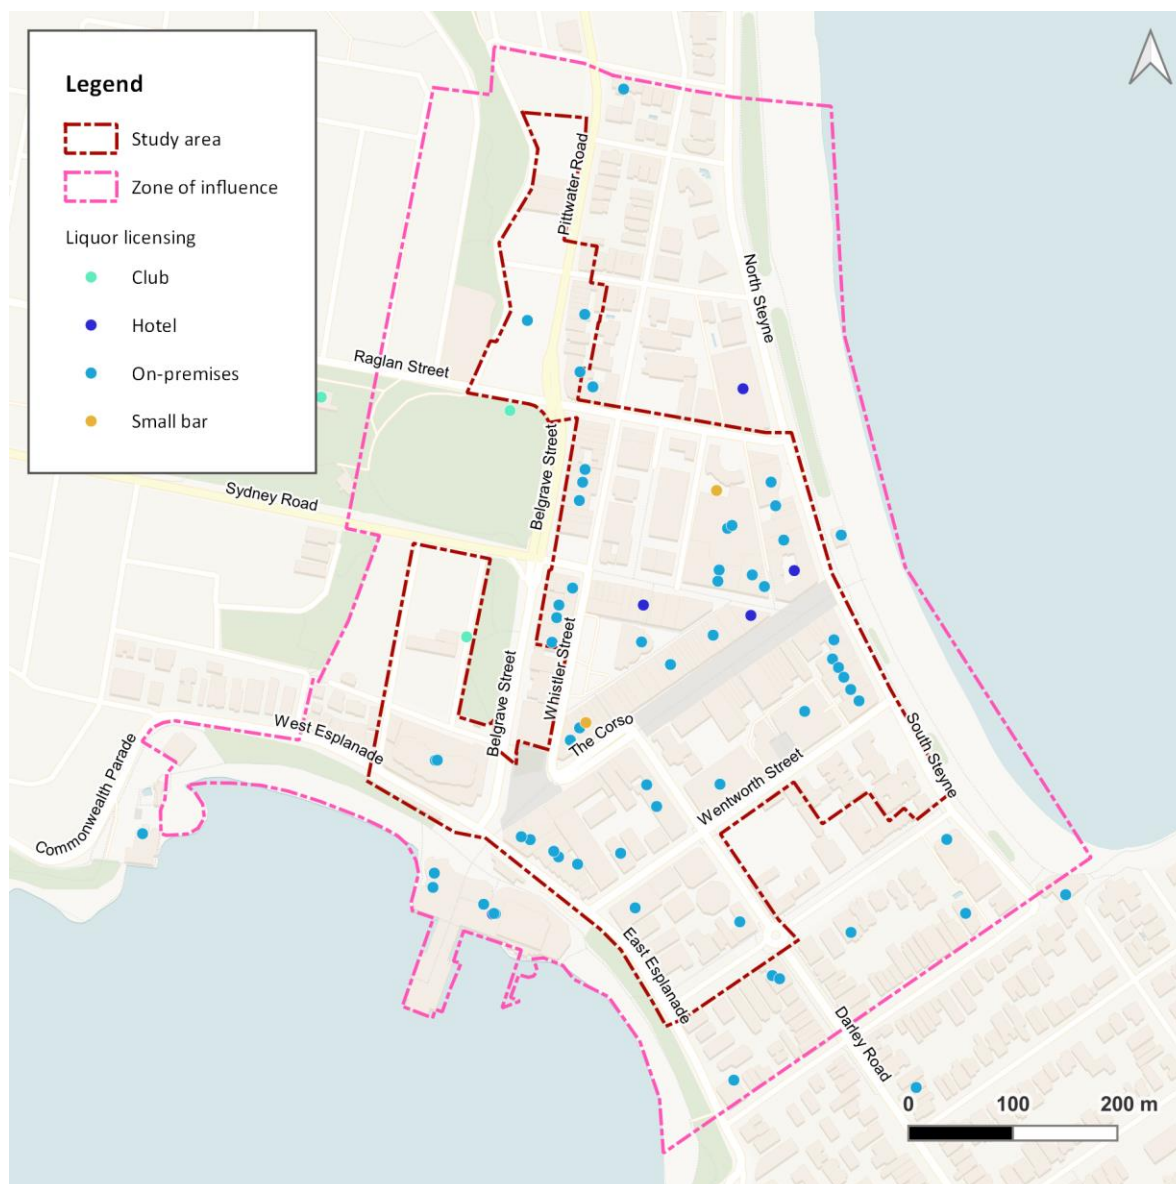 Legend
Study area
Zone of influence
Liquor licensing
Club
Hotel
On-premises
Small bar
Pittwater Road
North Steyne
Raglan Street
Belgrave Street
Sydney Road
Whistler Street
Belgrave Street
West Esplanade
The Corso
South Steyne
Wentworth Street
Commonwealth Parade
East Esplanade
Darley Road
0 100 200 m